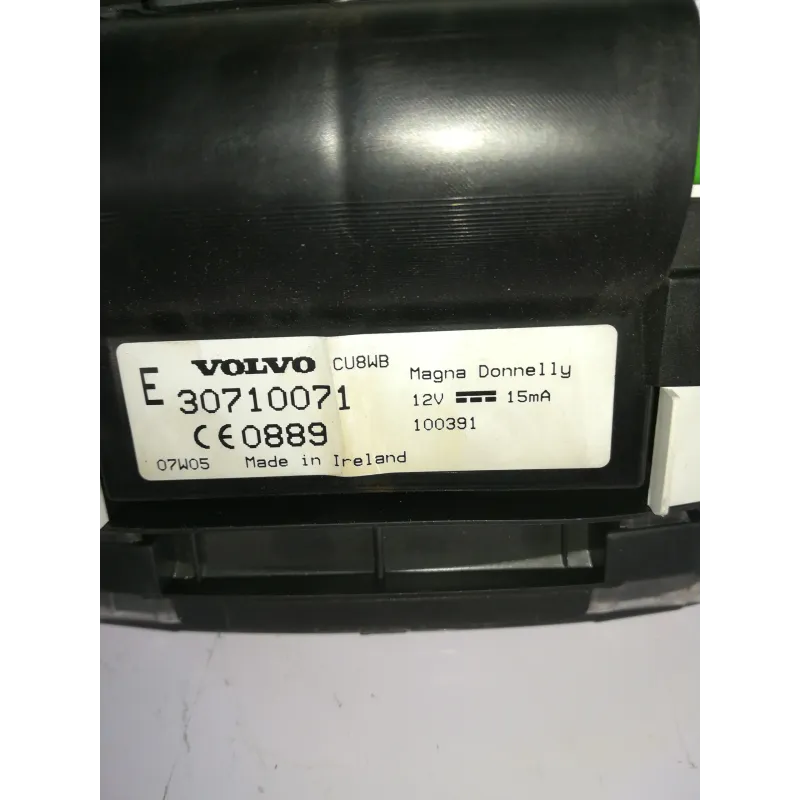 E VOLVO CU8WB Magna Donnelly
30710071 12V 15mA
CE0889 100391
07W05 Made in Ireland